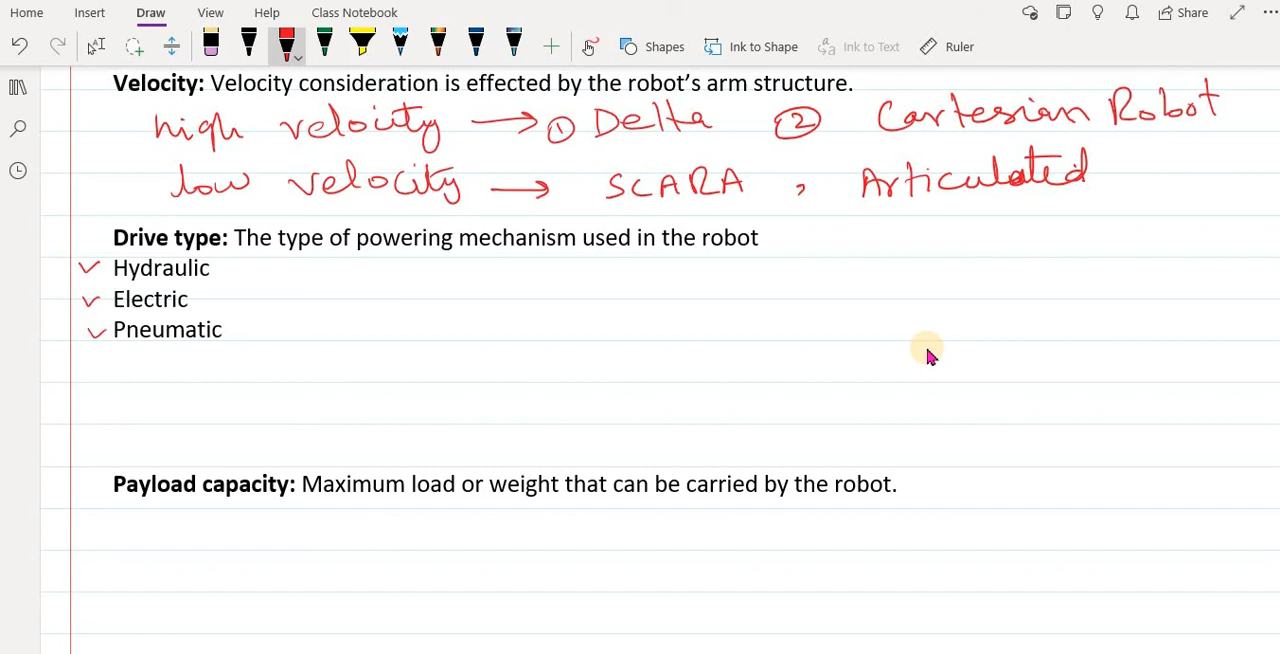 Home Insert Draw View Help Class Notebook Share
Shapes Ink to Shape Ink to Text Ruler
Velocity: Velocity consideration is effected by the robot's arm structure.
high velocity → ① Delta ② Cartesian Robot
low velocity → SCARA , Articulated
Drive type: The type of powering mechanism used in the robot
✓ Hydraulic
✓ Electric
✓ Pneumatic
Payload capacity: Maximum load or weight that can be carried by the robot.